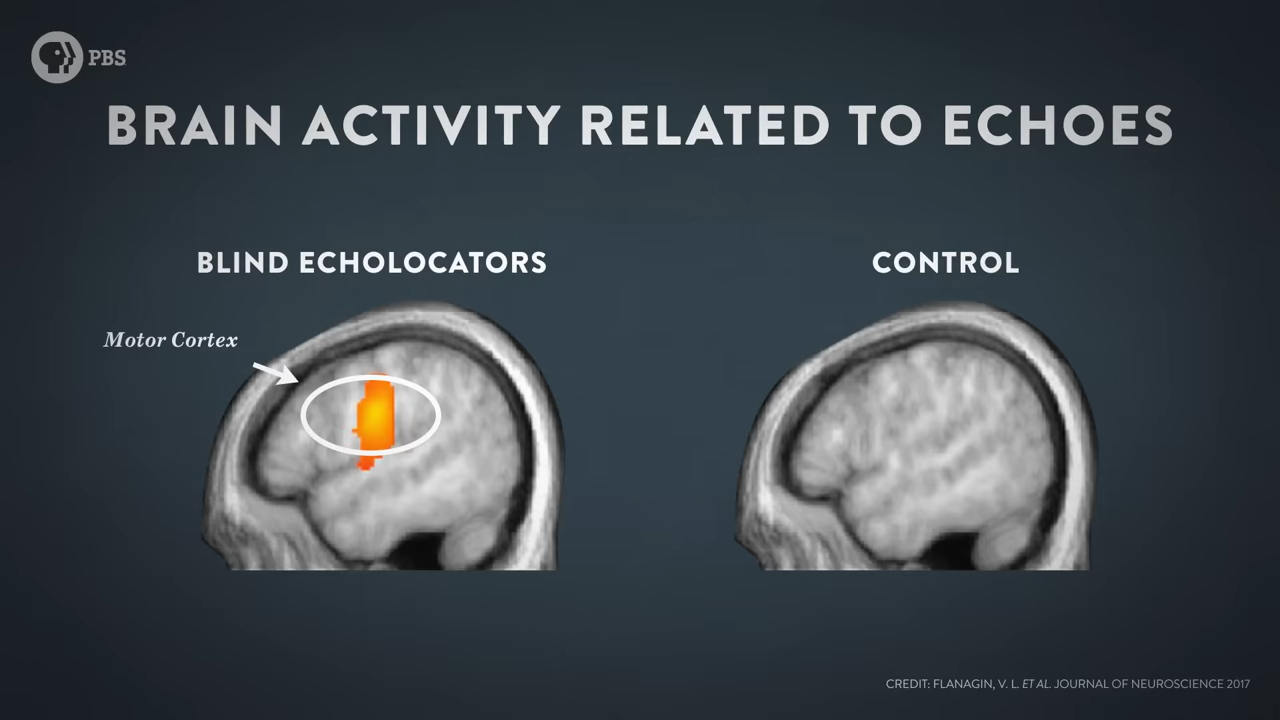 PBS
BRAIN ACTIVITY RELATED TO ECHOES
BLIND ECHOLOCATORS
CONTROL
Motor Cortex
CREDIT: FLANAGIN, V. L. ET AL. JOURNAL OF NEUROSCIENCE 2017